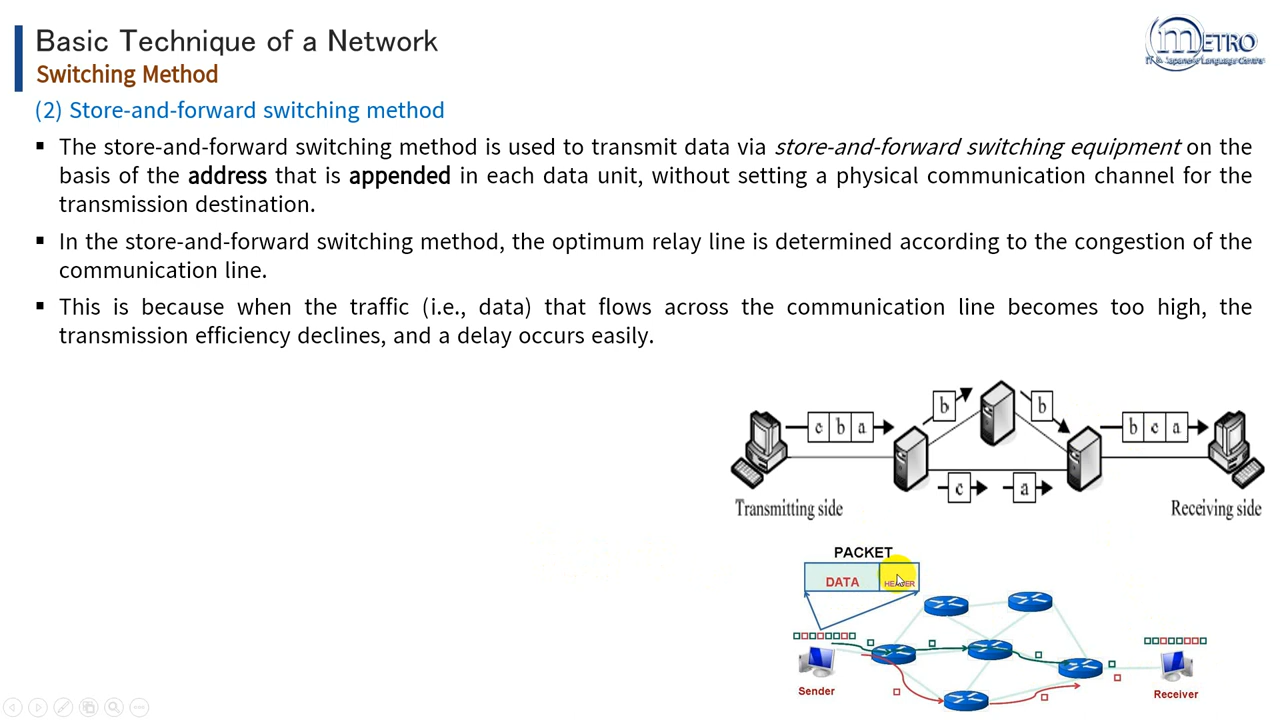 Basic Technique of a Network
METRO
IT & Japanese Language Centre
Switching Method
(2) Store-and-forward switching method
▪ The store-and-forward switching method is used to transmit data via store-and-forward switching equipment on the
basis of the address that is appended in each data unit, without setting a physical communication channel for the
transmission destination.
▪ In the store-and-forward switching method, the optimum relay line is determined according to the congestion of the
communication line.
▪ This is because when the traffic (i.e., data) that flows across the communication line becomes too high, the
transmission efficiency declines, and a delay occurs easily.
b b
c b a b c a
c a
Transmitting side Receiving side
PACKET
DATA HEADER
Sender Receiver